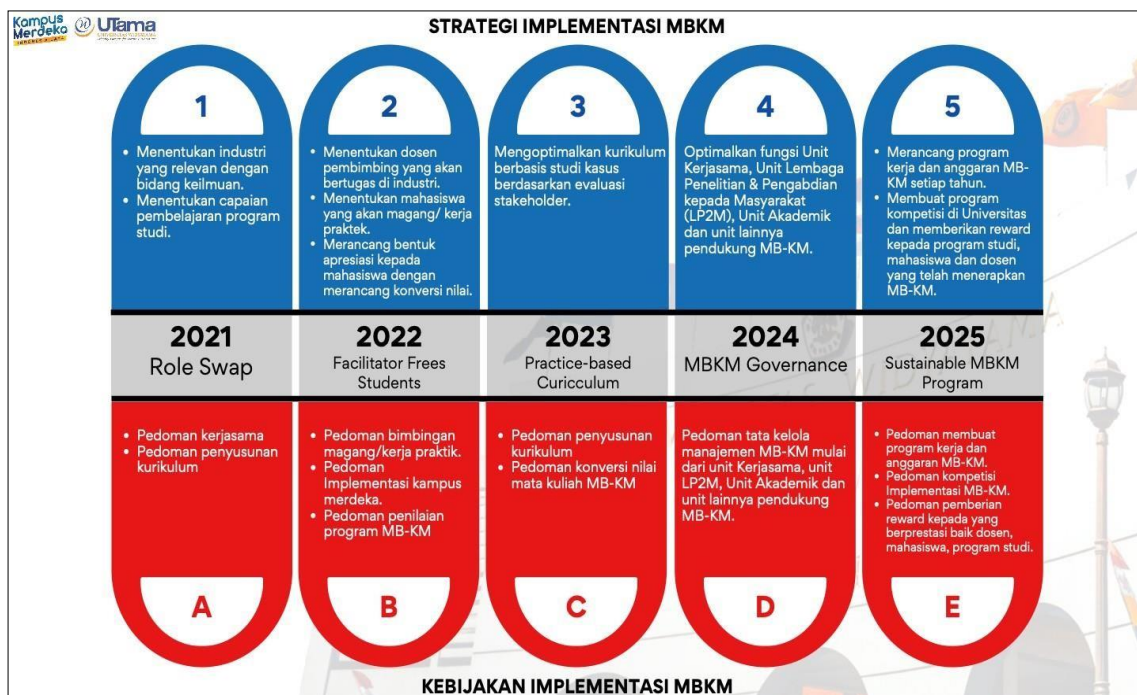 Kampus
Merdeka
INDONESIA JAYA
UTama
UNIVERSITAS WIDYATAMA
STRATEGI IMPLEMENTASI MBKM
1
• Menentukan industri
yang relevan dengan
bidang keilmuan.
• Menentukan capaian
pembelajaran program
studi.
2
• Menentukan dosen
pembimbing yang akan
bertugas di industri.
• Menentukan mahasiswa
yang akan magang/ kerja
praktek.
• Merancang bentuk
apresiasi kepada
mahasiswa dengan
merancang konversi nilai.
3
Mengoptimalkan kurikulum
berbasis studi kasus
berdasarkan evaluasi
stakeholder.
4
Optimalkan fungsi Unit
Kerjasama, Unit Lembaga
Penelitian & Pengabdian
kepada Masyarakat
(LP2M), Unit Akademik
dan unit lainnya
pendukung MB-KM.
5
• Merancang program
kerja dan anggaran MB-
KM setiap tahun.
• Membuat program
kompetisi di Universitas
dan memberikan reward
kepada program studi,
mahasiswa dan dosen
yang telah menerapkan
MB-KM.
2021
Role Swap
2022
Facilitator Frees
Students
2023
Practice-based
Curicculum
2024
MBKM Governance
2025
Sustainable MBKM
Program
• Pedoman kerjasama
• Pedoman penyusunan
kurikulum
A
• Pedoman bimbingan
magang/kerja praktik.
• Pedoman
Implementasi kampus
merdeka.
• Pedoman penilaian
program MB-KM
B
• Pedoman penyusunan
kurikulum
• Pedoman konversi nilai
mata kuliah MB-KM
C
Pedoman tata kelola
manajemen MB-KM mulai
dari unit Kerjasama, unit
LP2M, Unit Akademik dan
unit lainnya pendukung
MB-KM.
D
• Pedoman membuat
program kerja dan
anggaran MB-KM.
• Pedoman kompetisi
Implementasi MB-KM.
• Pedoman pemberian
reward kepada yang
berprestasi baik dosen,
mahasiswa, program studi.
E
KEBIJAKAN IMPLEMENTASI MBKM